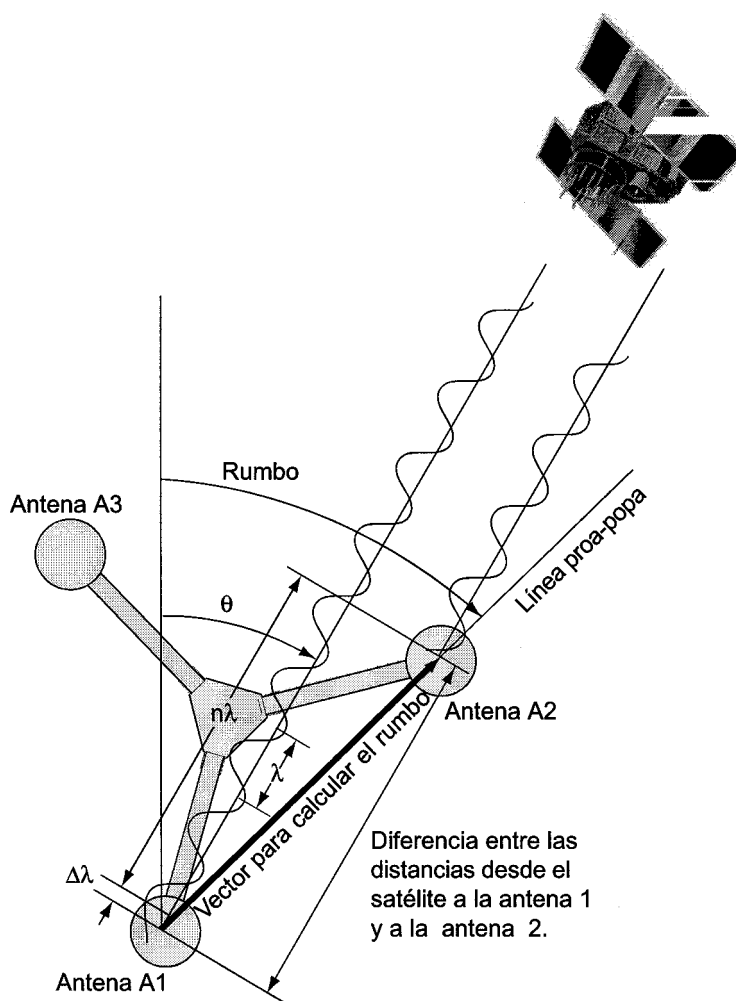 Rumbo
Antena A3
Línea proa-popa
θ
Antena A2
nλ
λ
Vector para calcular el rumbo
Diferencia entre las
distancias desde el
satélite a la antena 1
y a la antena 2.
Δλ
Antena A1